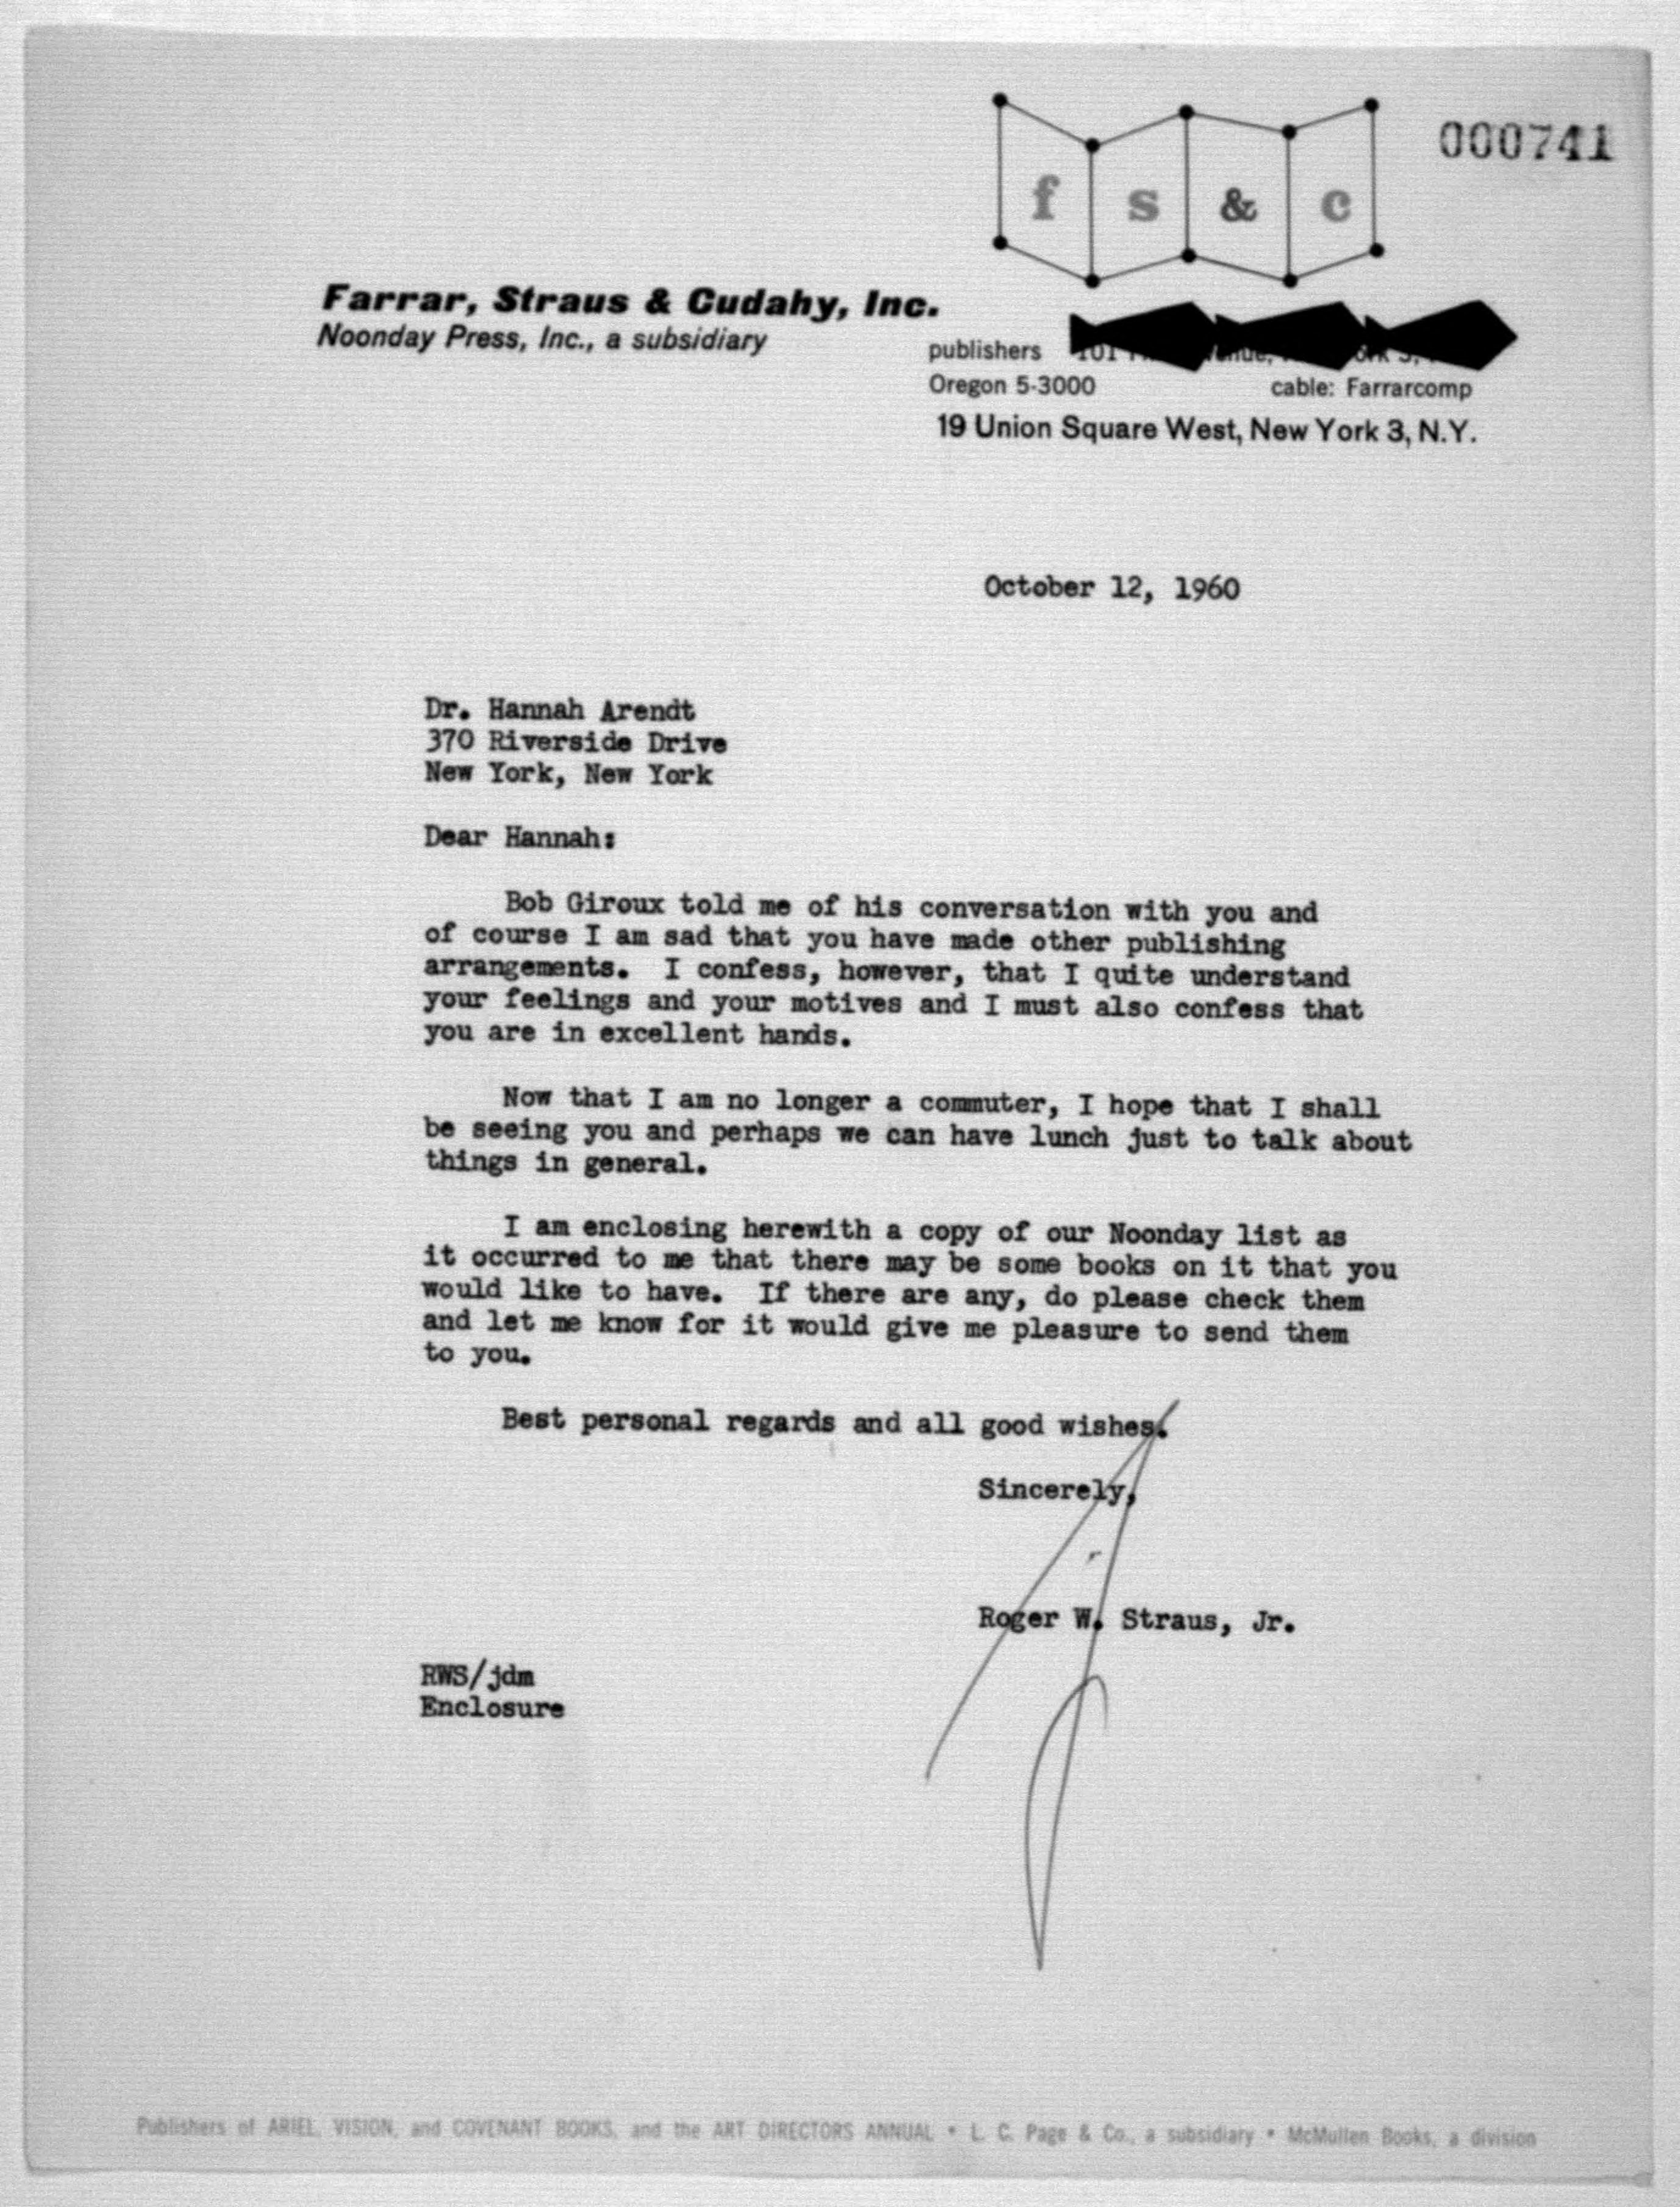 000741
f s & c
Farrar, Straus & Cudahy, Inc.
Noonday Press, Inc., a subsidiary
publishers 101
Oregon 5-3000 cable: Farrarcomp
19 Union Square West, New York 3, N.Y.
October 12, 1960
Dr. Hannah Arendt
370 Riverside Drive
New York, New York
Dear Hannah:
Bob Giroux told me of his conversation with you and
of course I am sad that you have made other publishing
arrangements. I confess, however, that I quite understand
your feelings and your motives and I must also confess that
you are in excellent hands.
Now that I am no longer a commuter, I hope that I shall
be seeing you and perhaps we can have lunch just to talk about
things in general.
I am enclosing herewith a copy of our Noonday list as
it occurred to me that there may be some books on it that you
would like to have. If there are any, do please check them
and let me know for it would give me pleasure to send them
to you.
Best personal regards and all good wishes.
Sincerely,
Roger W. Straus, Jr.
RWS/jdm
Enclosure
Publishers of ARIEL, VISION, and COVENANT BOOKS, and the ART DIRECTORS ANNUAL • L. C. Page & Co., a subsidiary • McMullen Books, a division